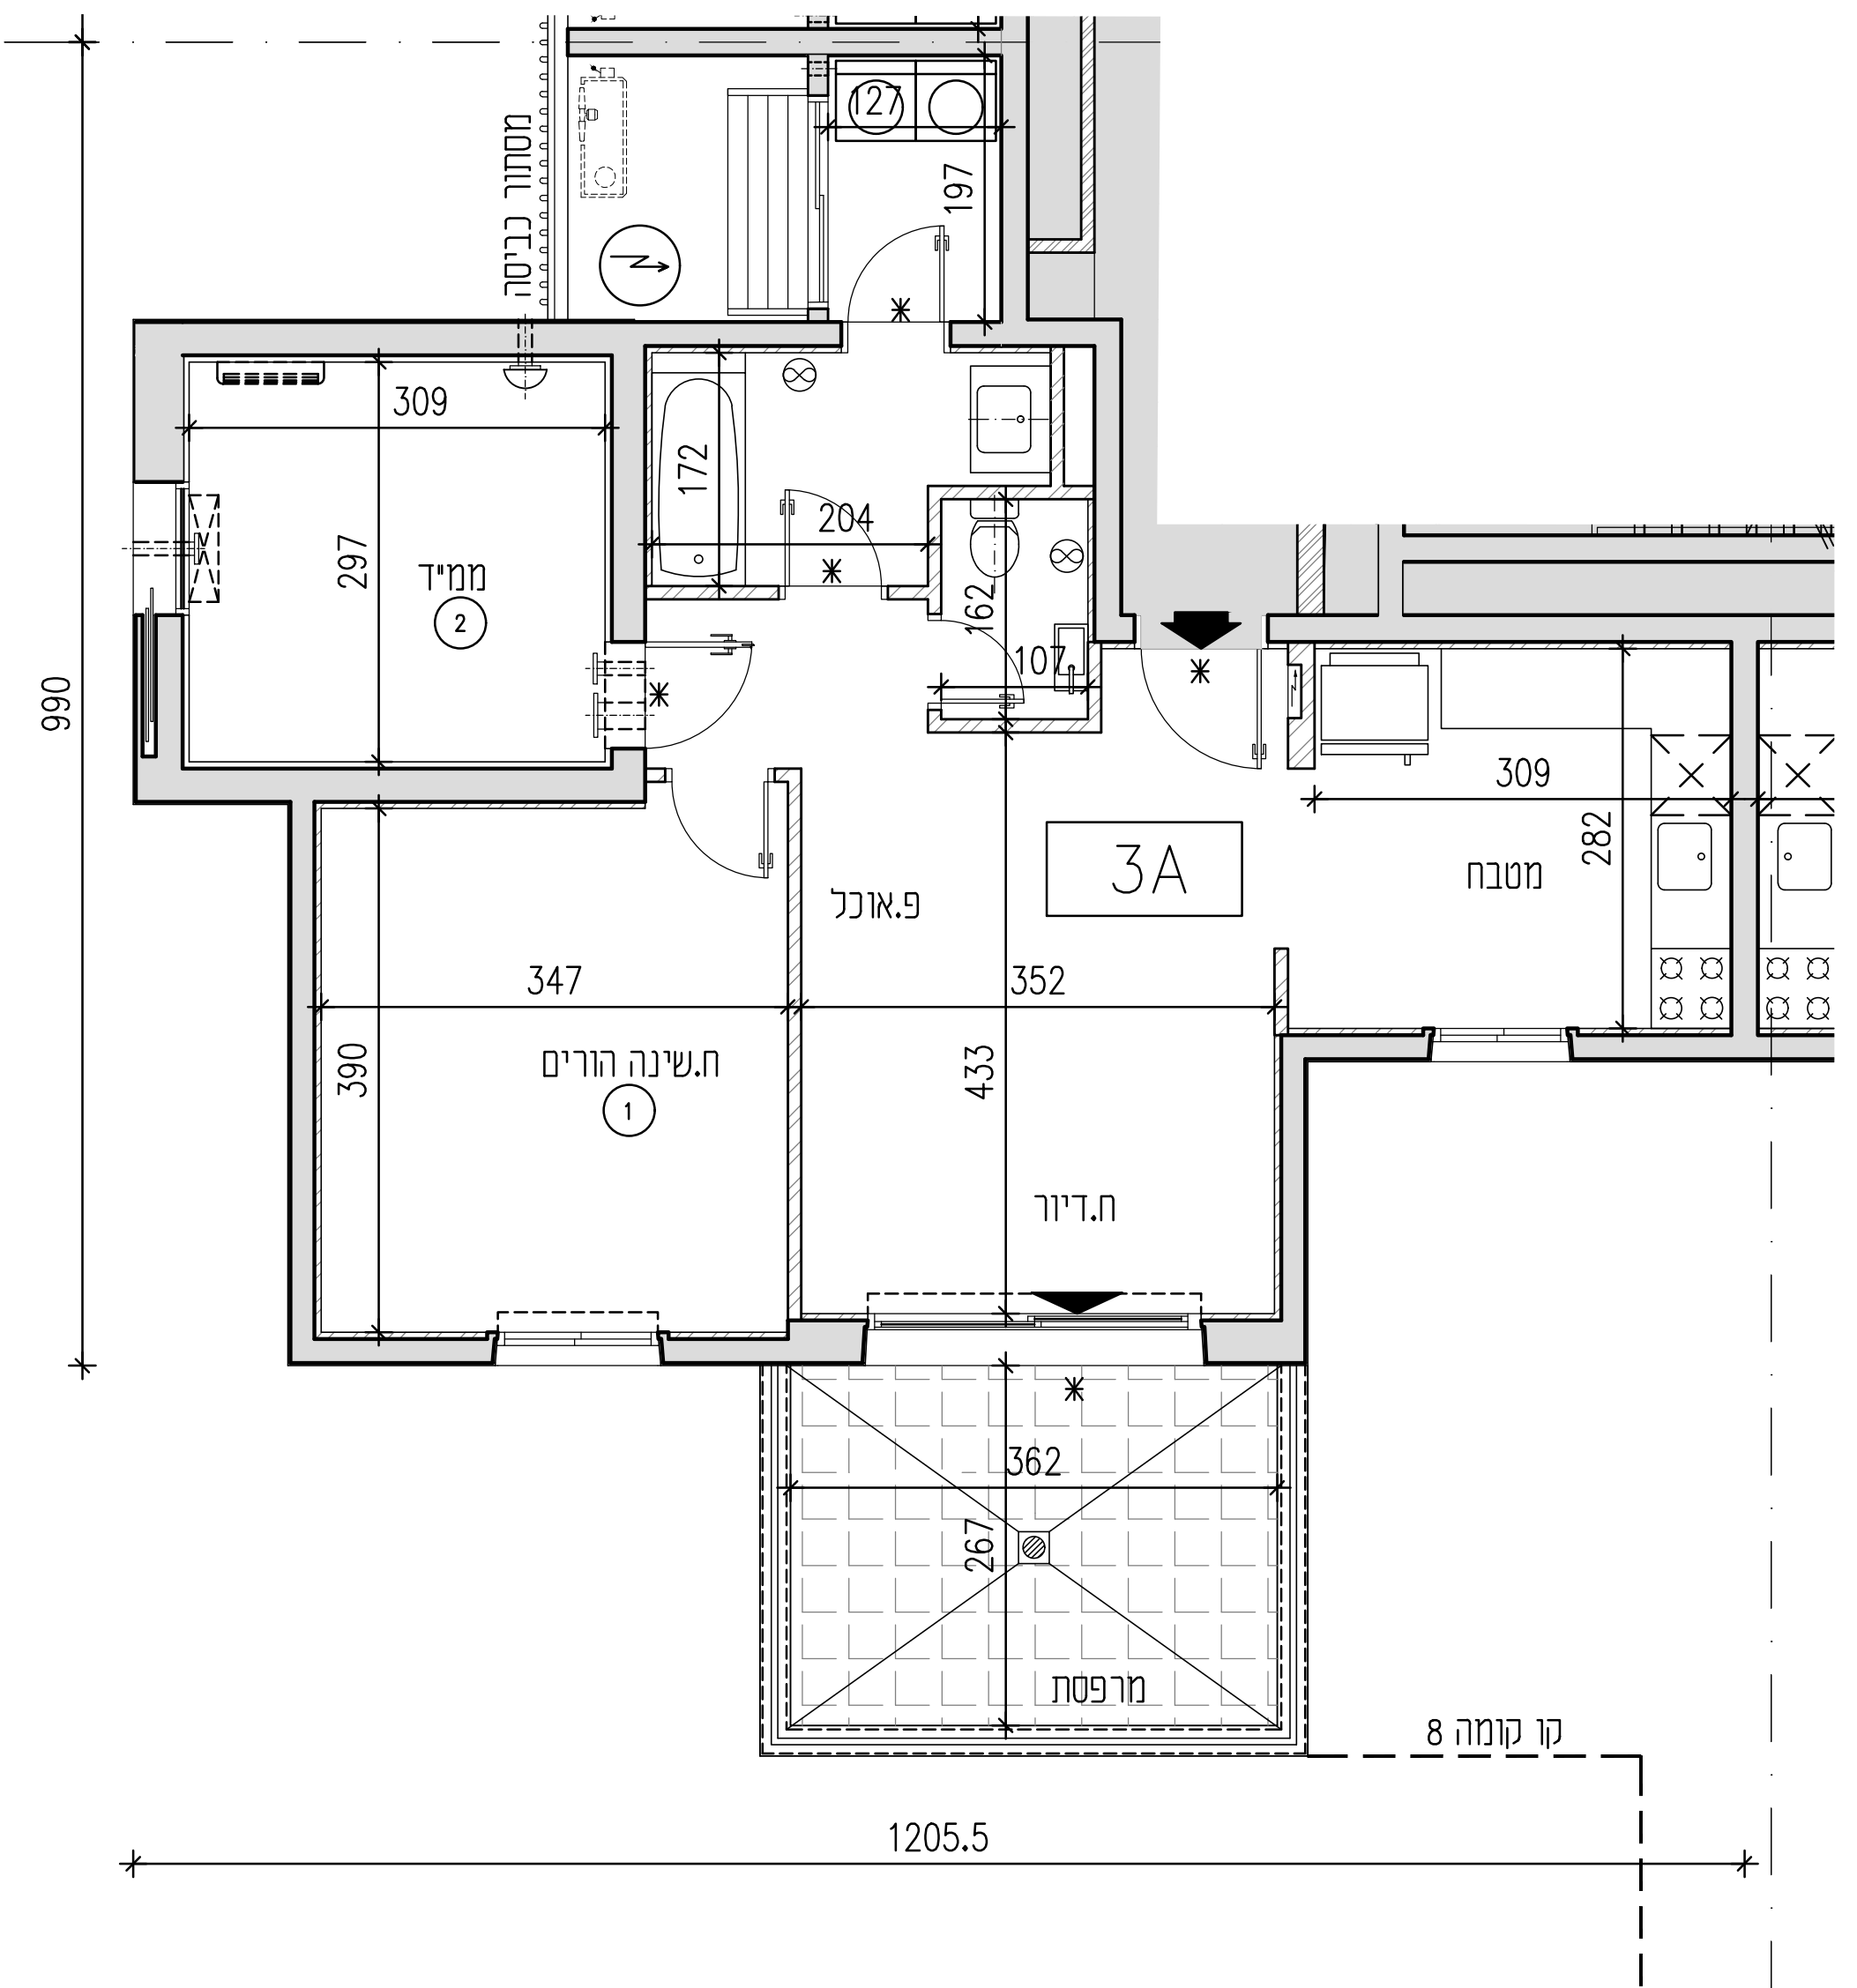 127
197
מסתור כביסה
309
172
204
297
ממ"ד
2
162
107
990
309
282
3A
מטבח
פ.אוכל
347
352
390
433
ח.שינה הורים
1
ח.דיור
362
267
מרפסת
קו קומה 8
1205.5